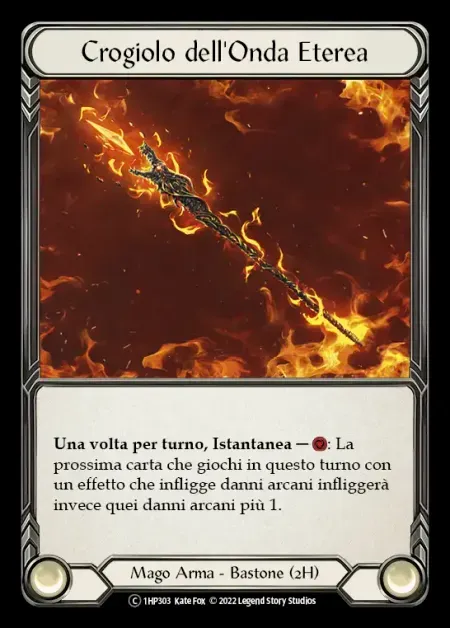 Crogiolo dell'Onda Eterea
Una volta per turno, Istantanea — : La
prossima carta che giochi in questo turno con
un effetto che infligge danni arcani infliggerà
invece quei danni arcani più 1.
Mago Arma - Bastone (2H)
C 1HP303 Kate Fox © 2022 Legend Story Studios